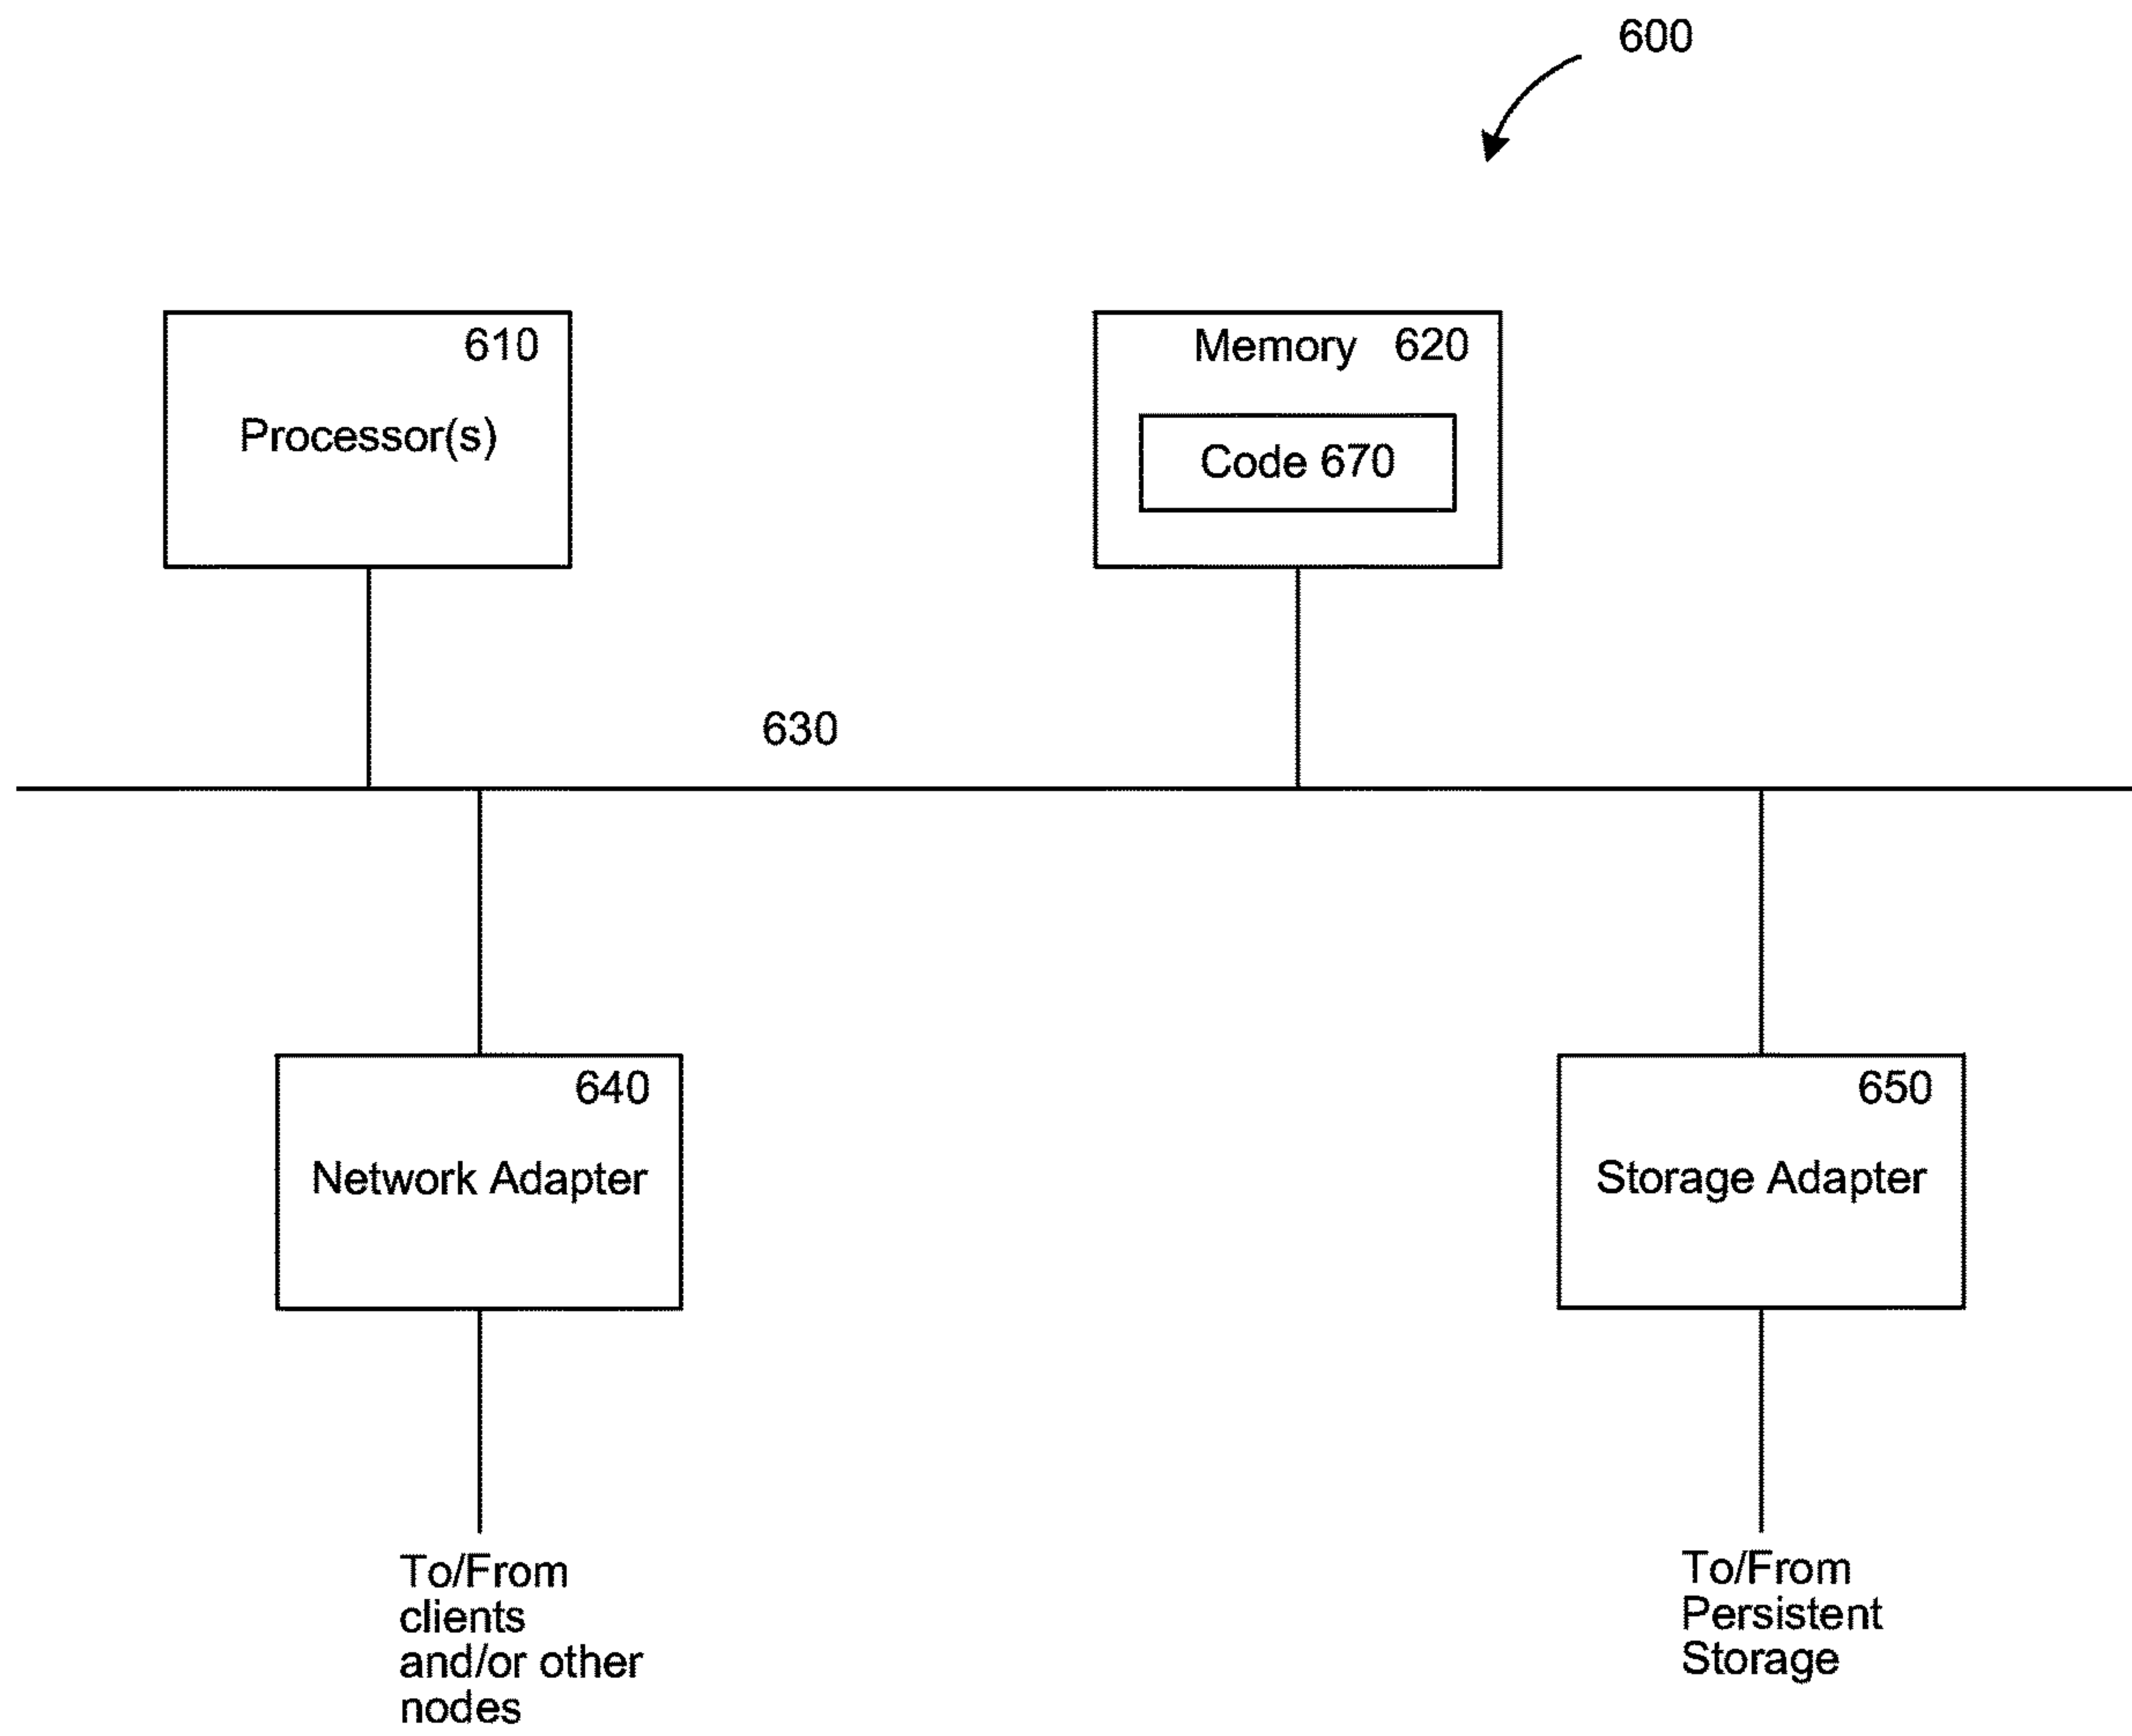 600
610
Processor(s)
Memory 620
Code 670
630
640
Network Adapter
650
Storage Adapter
To/From
clients
and/or other
nodes
To/From
Persistent
Storage